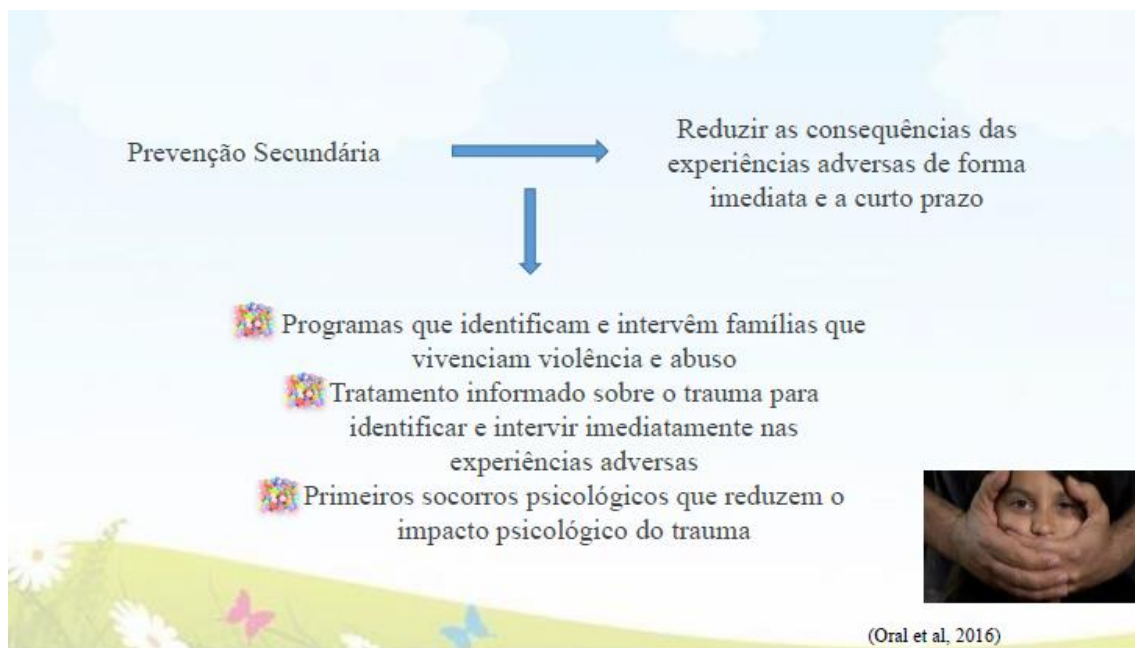 Prevenção Secundária
Reduzir as consequências das
experiências adversas de forma
imediata e a curto prazo
Programas que identificam e intervêm famílias que
vivenciam violência e abuso
Tratamento informado sobre o trauma para
identificar e intervir imediatamente nas
experiências adversas
Primeiros socorros psicológicos que reduzem o
impacto psicológico do trauma
(Oral et al, 2016)